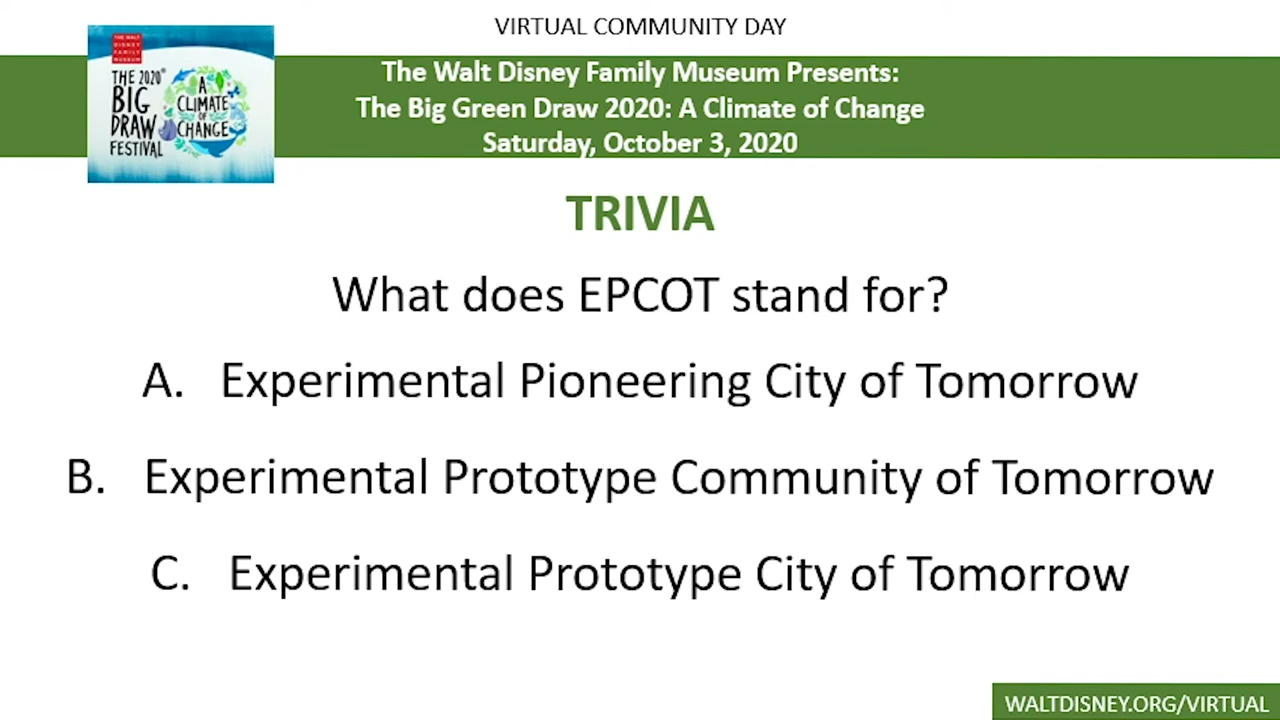 VIRTUAL COMMUNITY DAY
THE WALT
DISNEY
FAMILY
MUSEUM
THE 2020
BIG
DRAW
FESTIVAL
A
CLIMATE
OF
CHANGE
The Walt Disney Family Museum Presents:
The Big Green Draw 2020: A Climate of Change
Saturday, October 3, 2020
TRIVIA
What does EPCOT stand for?
A. Experimental Pioneering City of Tomorrow
B. Experimental Prototype Community of Tomorrow
C. Experimental Prototype City of Tomorrow
WALTDISNEY.ORG/VIRTUAL